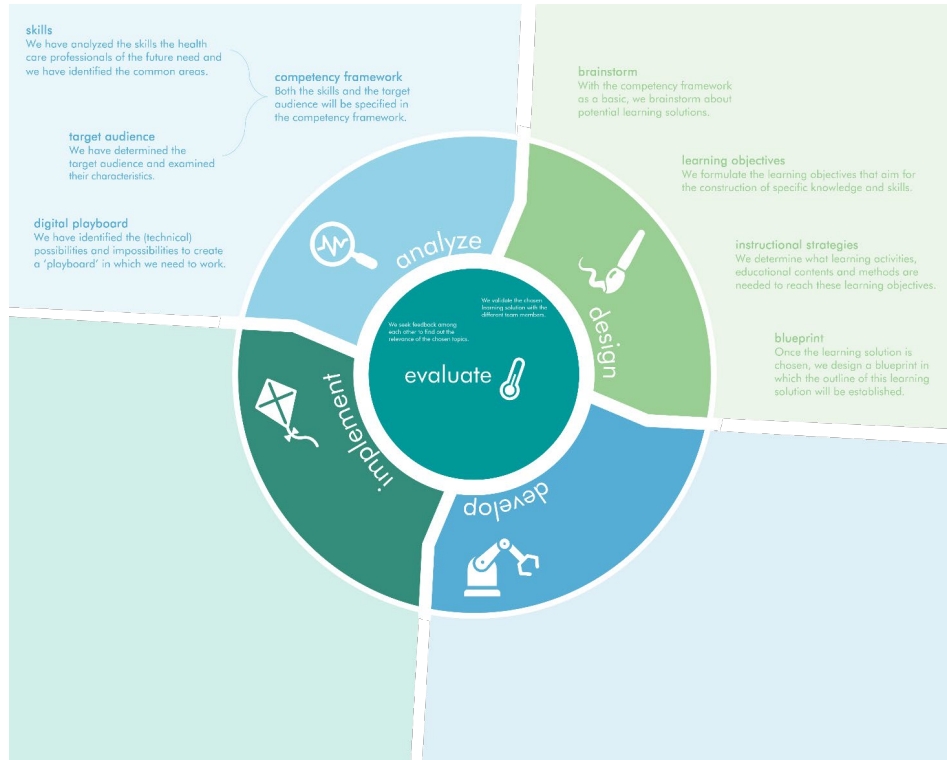 skills
We have analyzed the skills the health
care professionals of the future need and
we have identified the common areas.
competency framework
Both the skills and the target
audience will be specified in
the competency framework.
target audience
We have determined the
target audience and examined
their characteristics.
digital playboard
We have identified the (technical)
possibilities and impossibilities to create
a 'playboard' in which we need to work.
brainstorm
With the competency framework
as a basic, we brainstorm about
potential learning solutions.
learning objectives
We formulate the learning objectives that aim for
the construction of specific knowledge and skills.
instructional strategies
We determine what learning activities,
educational contents and methods are
needed to reach these learning objectives.
blueprint
Once the learning solution is
chosen, we design a blueprint in
which the outline of this learning
solution will be established.
analyze
design
develop
implement
We validate the chosen
learning solution with the
different team members.
We seek feedback among
each other to find out the
relevance of the chosen topics.
evaluate